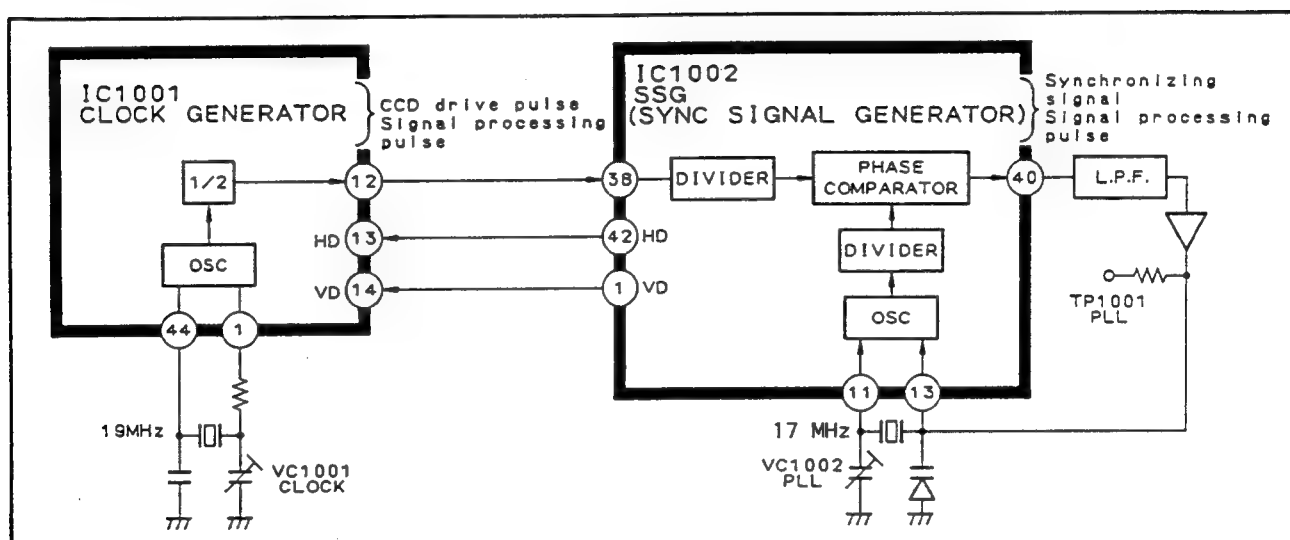 IC1001
CLOCK GENERATOR
CCD drive pulse
Signal processing
pulse
1/2
12
HD 13
OSC
VD 14
44
1
19MHz
VC1001
CLOCK
IC1002
SSG
(SYNC SIGNAL GENERATOR)
Synchronizing
signal
Signal processing
pulse
38
DIVIDER
PHASE
COMPARATOR
40
L.P.F.
42 HD
DIVIDER
1 VD
OSC
TP1001
PLL
11
13
17 MHz
VC1002
PLL